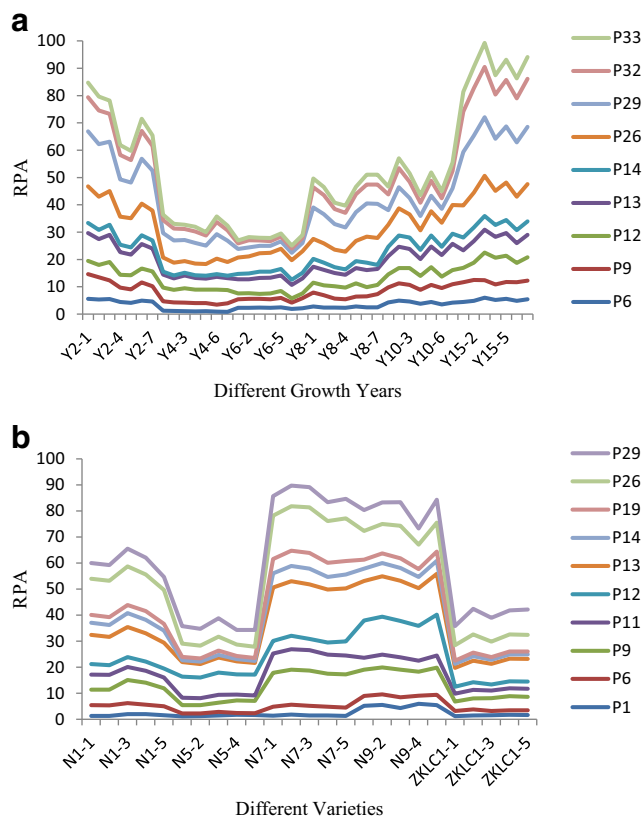 a
100
90
80
70
60
50
40
30
20
10
0
RPA
Y2-1
Y2-4
Y2-7
Y4-3
Y4-6
Y6-2
Y6-5
Y8-1
Y8-4
Y8-7
Y10-3
Y10-6
Y15-2
Y15-5
Different Growth Years
P33
P32
P29
P26
P14
P13
P12
P9
P6
b
100
90
80
70
60
50
40
30
20
10
0
RPA
N1-1
N1-3
N1-5
N5-2
N5-4
N7-1
N7-3
N7-5
N9-2
N9-4
ZKLC1-1
ZKLC1-3
ZKLC1-5
Different Varieties
P29
P26
P19
P14
P13
P12
P11
P9
P6
P1